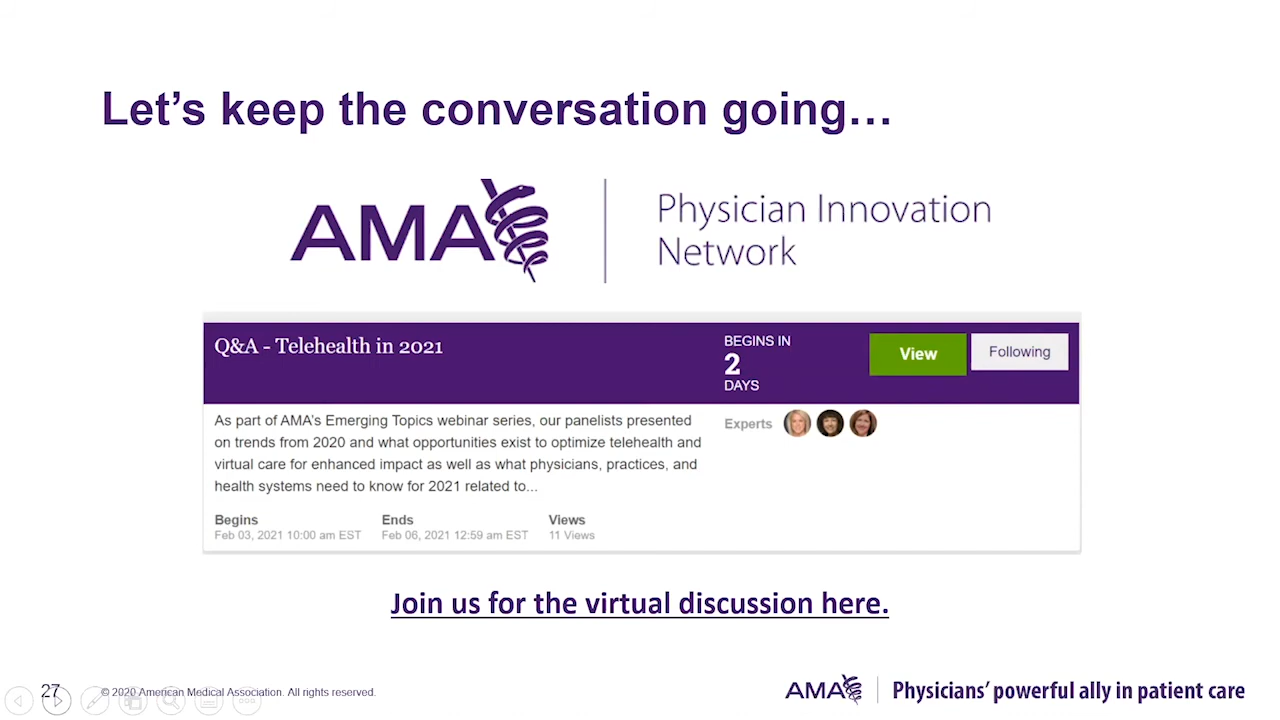 Let’s keep the conversation going…
AMA
Physician Innovation
Network
Q&A - Telehealth in 2021
BEGINS IN
2
DAYS
View
Following
As part of AMA's Emerging Topics webinar series, our panelists presented
on trends from 2020 and what opportunities exist to optimize telehealth and
virtual care for enhanced impact as well as what physicians, practices, and
health systems need to know for 2021 related to...
Experts
Begins
Feb 03, 2021 10:00 am EST
Ends
Feb 06, 2021 12:59 am EST
Views
11 Views
Join us for the virtual discussion here.
27
© 2020 American Medical Association. All rights reserved.
AMA
Physicians’ powerful ally in patient care